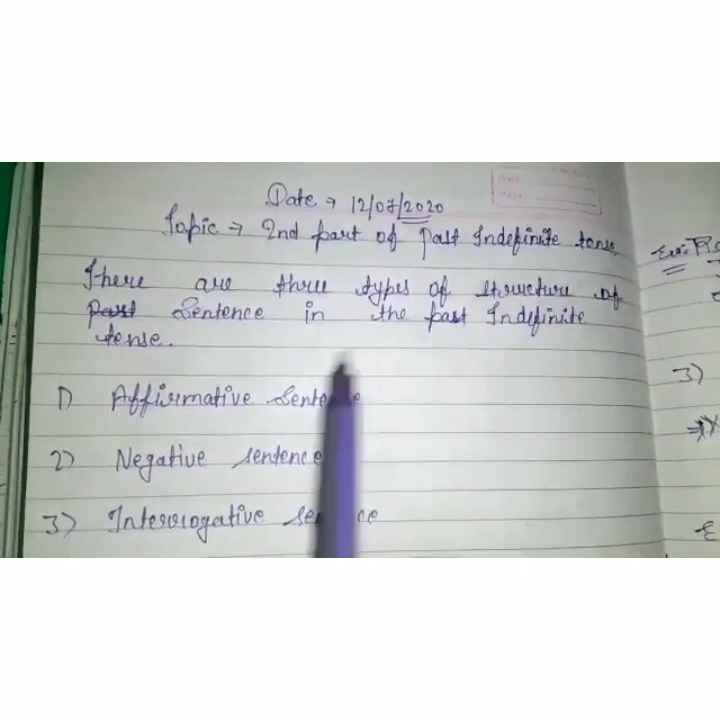 Date → 12/07/2020
Topic → 2nd part of Past Indefinite tense
There are three types of structure of
Past Sentence in the past Indefinite
tense.
1) Affirmative
2) Negative sentence
3) Interrogative
3)